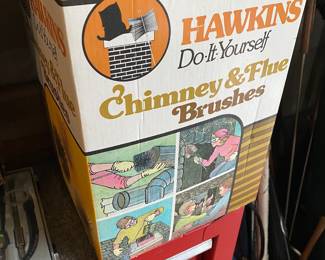 HAWKINS
Do-It-Yourself
Chimney & Flue
Brushes